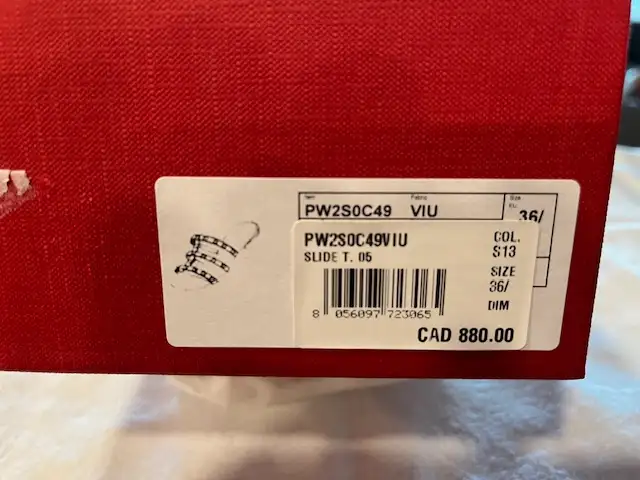 Item Fabric Size
EU
PW2S0C49 VIU 36/
PW2S0C49VIU COL.
SLIDE T. 05 S13
SIZE
36/
DIM
8 056097 723065
CAD 880.00